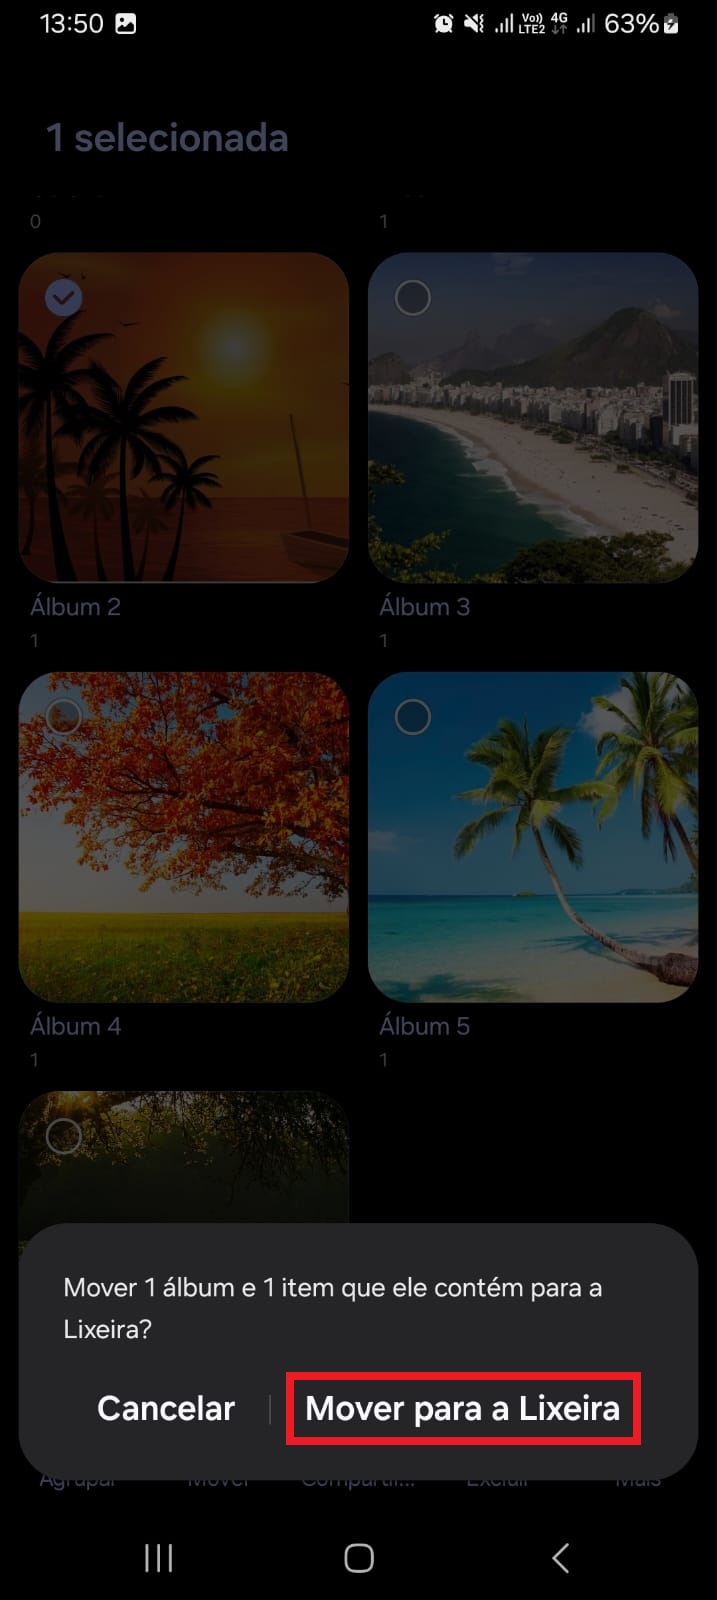 13:50 Vo)) LTE2 4G 63%
1 selecionada
0 1
Álbum 2 Álbum 3
1 1
Álbum 4 Álbum 5
1 1
Mover 1 álbum e 1 item que ele contém para a
Lixeira?
Cancelar Mover para a Lixeira
Agrupar Mover Compartil... Excluir Mais